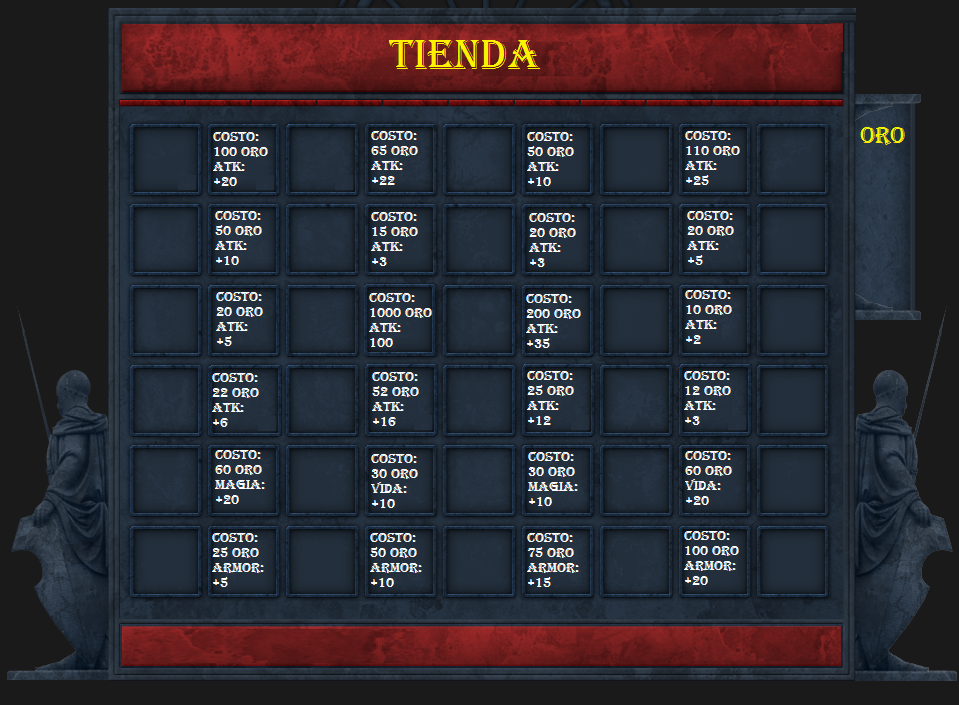 TIENDA
ORO
COSTO:
100 ORO
ATK:
+20
COSTO:
65 ORO
ATK:
+22
COSTO:
50 ORO
ATK:
+10
COSTO:
110 ORO
ATK:
+25
COSTO:
50 ORO
ATK:
+10
COSTO:
15 ORO
ATK:
+3
COSTO:
20 ORO
ATK:
+3
COSTO:
20 ORO
ATK:
+5
COSTO:
20 ORO
ATK:
+5
COSTO:
1000 ORO
ATK:
100
COSTO:
200 ORO
ATK:
+35
COSTO:
10 ORO
ATK:
+2
COSTO:
22 ORO
ATK:
+6
COSTO:
52 ORO
ATK:
+16
COSTO:
25 ORO
ATK:
+12
COSTO:
12 ORO
ATK:
+3
COSTO:
60 ORO
MAGIA:
+20
COSTO:
30 ORO
VIDA:
+10
COSTO:
30 ORO
MAGIA:
+10
COSTO:
60 ORO
VIDA:
+20
COSTO:
25 ORO
ARMOR:
+5
COSTO:
50 ORO
ARMOR:
+10
COSTO:
75 ORO
ARMOR:
+15
COSTO:
100 ORO
ARMOR:
+20